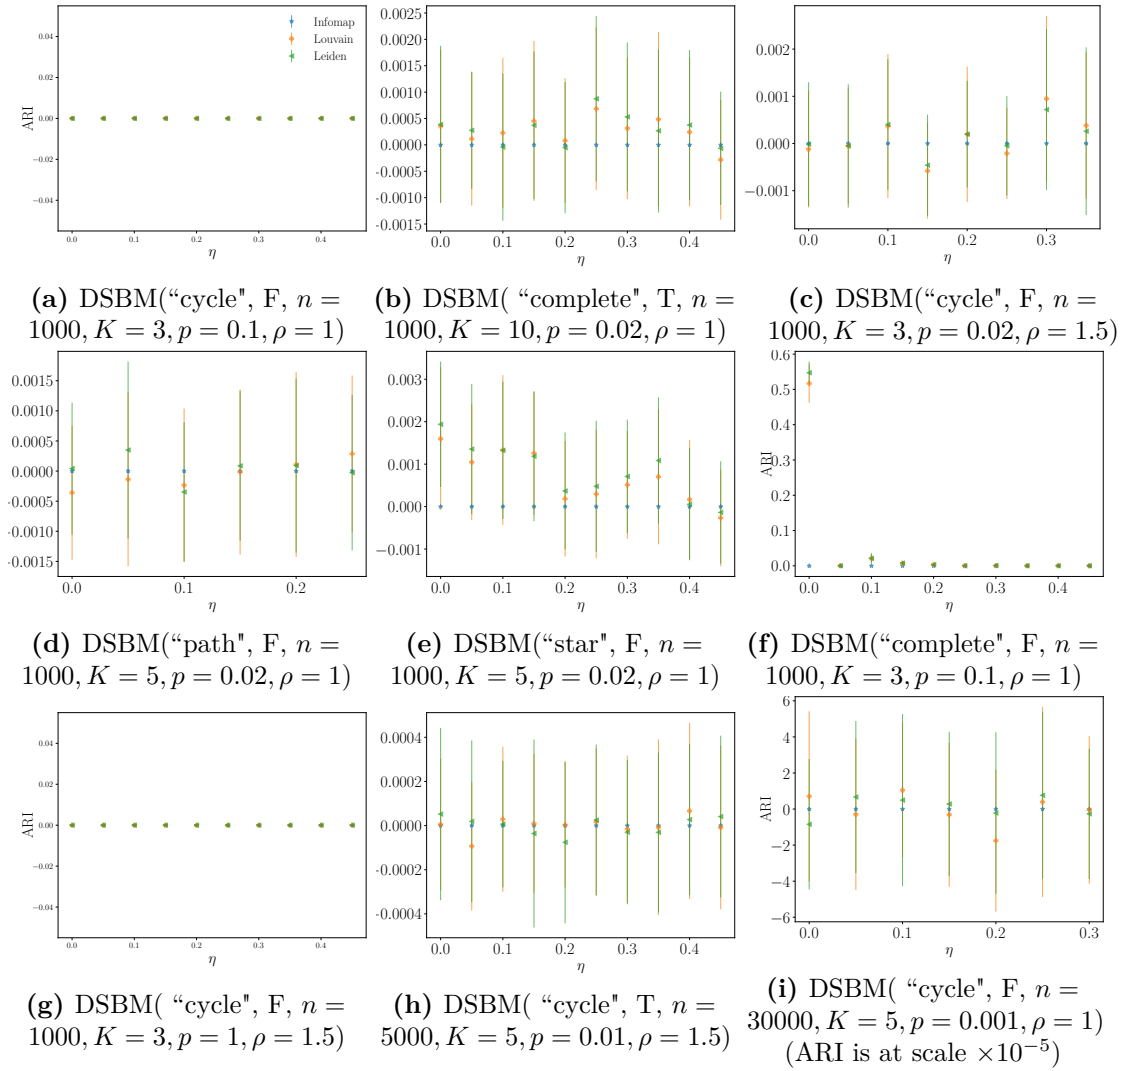 0.04
0.02
0.00
−0.02
−0.04
ARI
Infomap
Louvain
Leiden
0.0 0.1 0.2 0.3 0.4
η
0.0025
0.0020
0.0015
0.0010
0.0005
0.0000
-0.0005
-0.0010
-0.0015
0.0 0.1 0.2 0.3 0.4
η
0.002
0.001
0.000
−0.001
ARI
0.0 0.1 0.2 0.3
η
(a) DSBM(“cycle", F, n =
1000, K = 3, p = 0.1, ρ = 1)
(b) DSBM( “complete", T, n =
1000, K = 10, p = 0.02, ρ = 1)
(c) DSBM(“cycle", F, n =
1000, K = 3, p = 0.02, ρ = 1.5)
0.0015
0.0010
0.0005
0.0000
-0.0005
-0.0010
-0.0015
0.0 0.1 0.2
η
0.003
0.002
0.001
0.000
−0.001
0.0 0.1 0.2 0.3 0.4
η
0.6
0.5
0.4
0.3
0.2
0.1
0.0
ARI
0.0 0.1 0.2 0.3 0.4
η
(d) DSBM(“path", F, n =
1000, K = 5, p = 0.02, ρ = 1)
(e) DSBM(“star", F, n =
1000, K = 5, p = 0.02, ρ = 1)
(f) DSBM(“complete", F, n =
1000, K = 3, p = 0.1, ρ = 1)
0.04
0.02
0.00
−0.02
−0.04
ARI
0.0 0.1 0.2 0.3 0.4
η
0.0004
0.0002
0.0000
-0.0002
-0.0004
0.0 0.1 0.2 0.3 0.4
η
6
4
2
0
−2
−4
−6
ARI
0.0 0.1 0.2 0.3
η
(g) DSBM( “cycle", F, n =
1000, K = 3, p = 1, ρ = 1.5)
(h) DSBM( “cycle", T, n =
5000, K = 5, p = 0.01, ρ = 1.5)
(i) DSBM( “cycle", F, n =
30000, K = 5, p = 0.001, ρ = 1)
(ARI is at scale ×10⁻⁵)